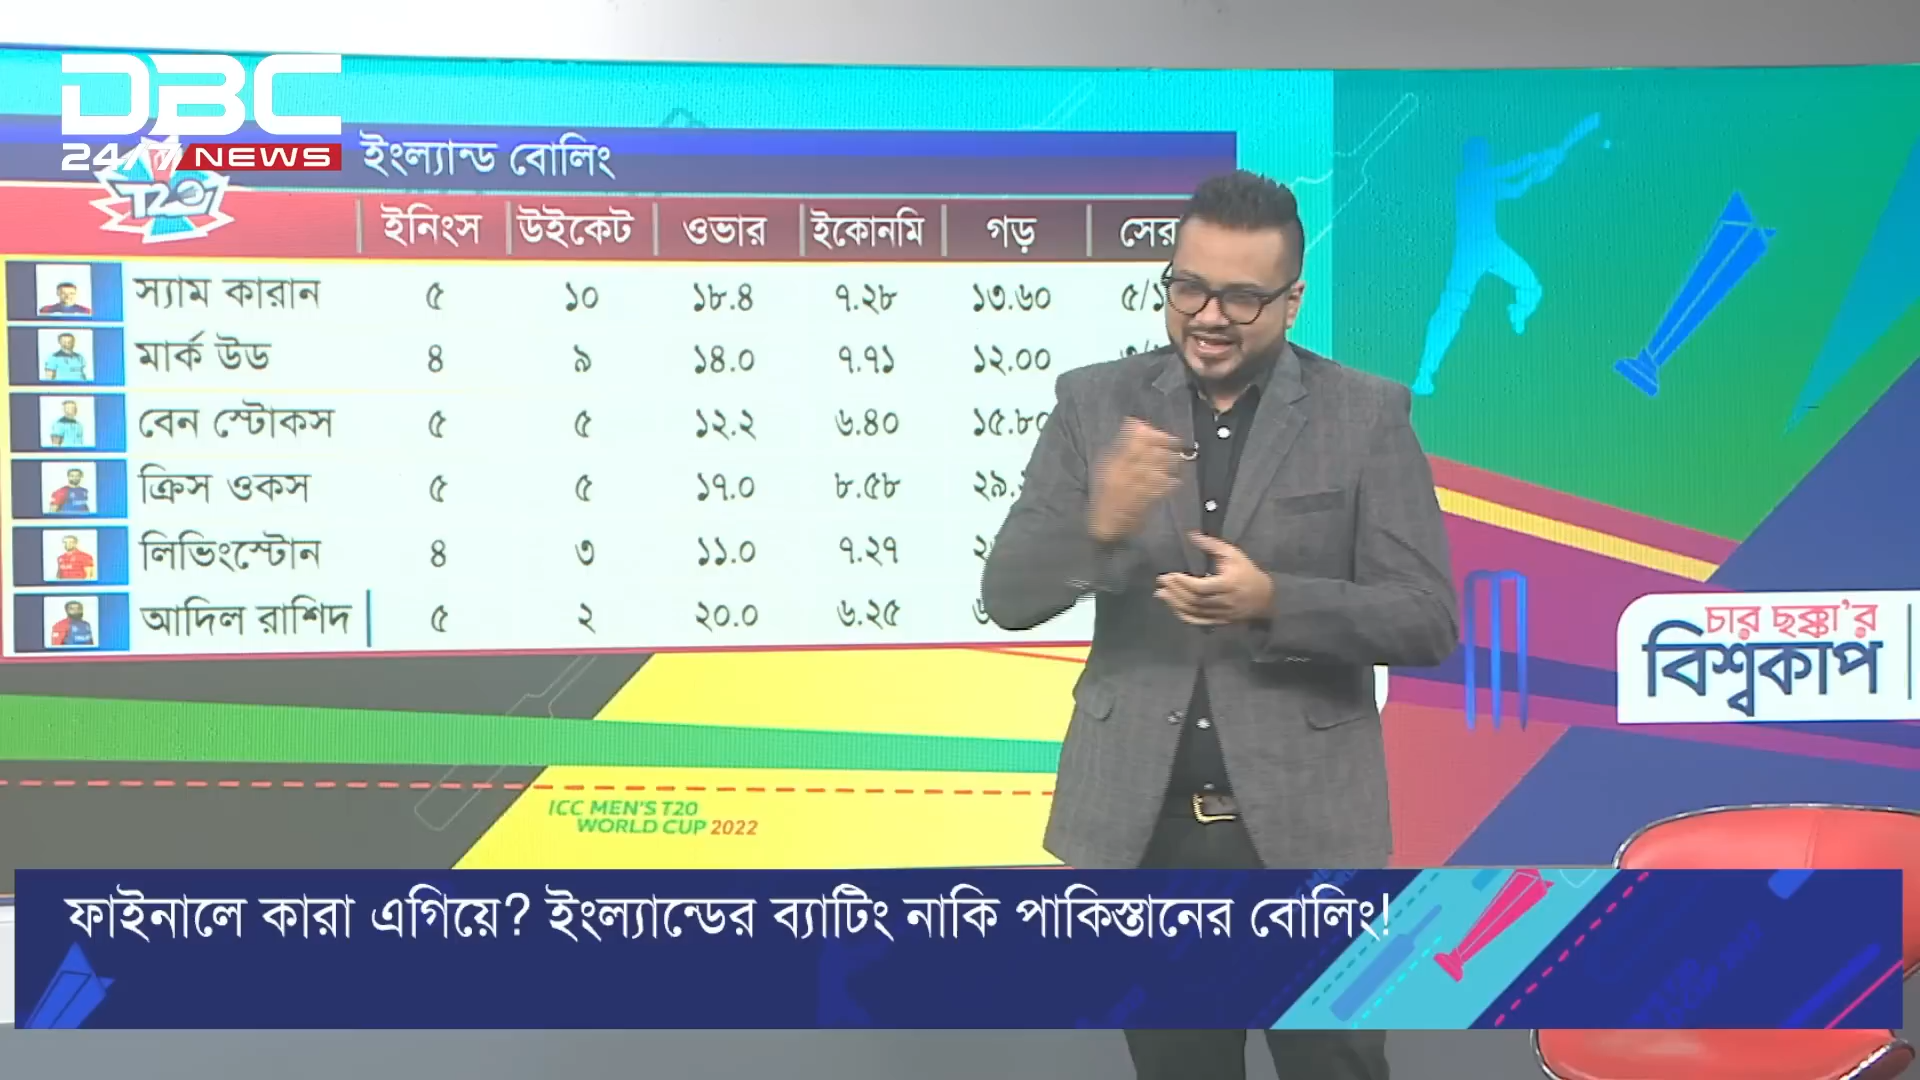 DBC
24/7 NEWS
T20
ইংল্যান্ড বোলিং
ইনিংস উইকেট ওভার ইকোনমি গড়
স্যাম কারান ৫ ১০ ১৮.৪ ৭.২৮ ১৩.৬০
মার্ক উড ৪ ৯ ১৪.০ ৭.৭১ ১২.০০
বেন স্টোকস ৫ ৫ ১২.২ ৬.৪০ ১৫.৮০
ক্রিস ওকস ৫ ৫ ১৭.০ ৮.৫৮
লিভিংস্টোন ৪ ৩ ১১.০ ৭.২৭
আদিল রাশিদ ৫ ২ ২০.০ ৬.২৫
চার ছক্কা'র
বিশ্বকাপ
ICC MEN'S T20
WORLD CUP 2022
ফাইনালে কারা এগিয়ে? ইংল্যান্ডের ব্যাটিং নাকি পাকিস্তানের বোলিং!